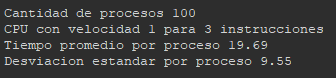 Cantidad de procesos 100
CPU con velocidad 1 para 3 instrucciones
Tiempo promedio por proceso 19.69
Desviacion estandar por proceso 9.55